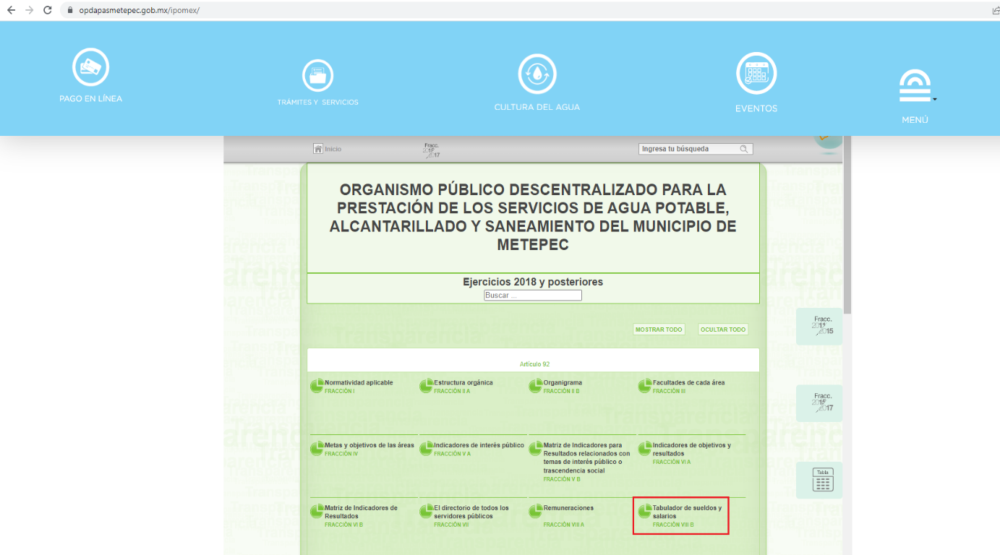 opdapasmetepec.gob.mx/ipomex/
PAGO EN LÍNEA
TRÁMITES Y SERVICIOS
CULTURA DEL AGUA
EVENTOS
MENÚ
Inicio
Fracc.
Ingresa tu búsqueda
ORGANISMO PÚBLICO DESCENTRALIZADO PARA LA
PRESTACIÓN DE LOS SERVICIOS DE AGUA POTABLE,
ALCANTARILLADO Y SANEAMIENTO DEL MUNICIPIO DE
METEPEC
Ejercicios 2018 y posteriores
Buscar ...
MOSTRAR TODO
OCULTAR TODO
Fracc.
2011
2015
Artículo 92
Normatividad aplicable
FRACCIÓN I
Estructura orgánica
FRACCIÓN II A
Organigrama
FRACCIÓN II B
Facultades de cada área
FRACCIÓN III
Fracc.
Metas y objetivos de las áreas
FRACCIÓN IV
Indicadores de interés público
FRACCIÓN V A
Matriz de Indicadores para
Resultados relacionados con
temas de interés público o
trascendencia social
FRACCIÓN V B
Indicadores de objetivos y
resultados
FRACCIÓN VI A
Tabla
Matriz de Indicadores de
Resultados
FRACCIÓN VI B
El directorio de todos los
servidores públicos
FRACCIÓN VII
Remuneraciones
FRACCIÓN VIII A
Tabulador de sueldos y
salarios
FRACCIÓN VIII B